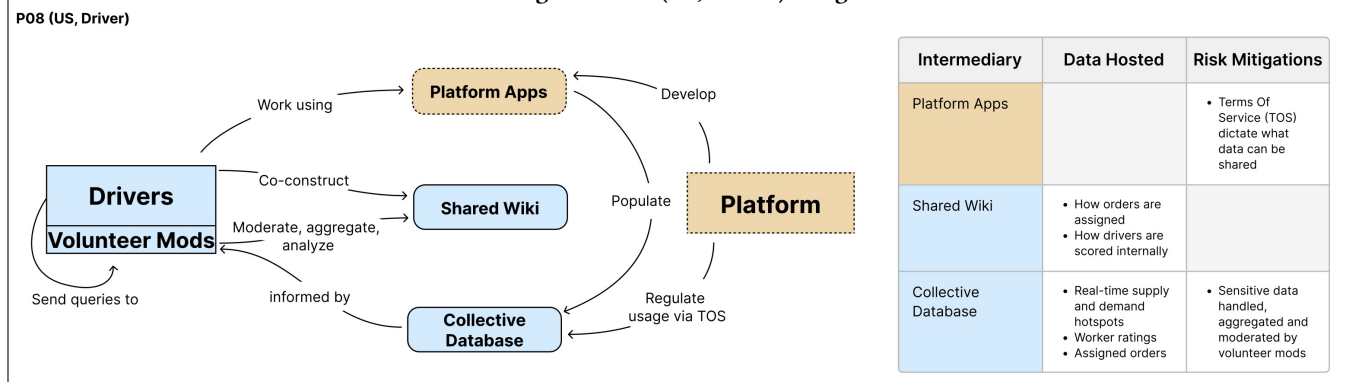 P08 (US, Driver)
Work using
Platform Apps
Develop
Drivers
Volunteer Mods
Co-construct
Shared Wiki
Moderate, aggregate,
analyze
Populate
Platform
Send queries to
informed by
Collective
Database
Regulate
usage via TOS
Intermediary
Data Hosted
Risk Mitigations
Platform Apps
• Terms Of
Service (TOS)
dictate what
data can be
shared
Shared Wiki
• How orders are
assigned
• How drivers are
scored internally
Collective
Database
• Real-time supply
and demand
hotspots
• Worker ratings
• Assigned orders
• Sensitive data
handled,
aggregated and
moderated by
volunteer mods